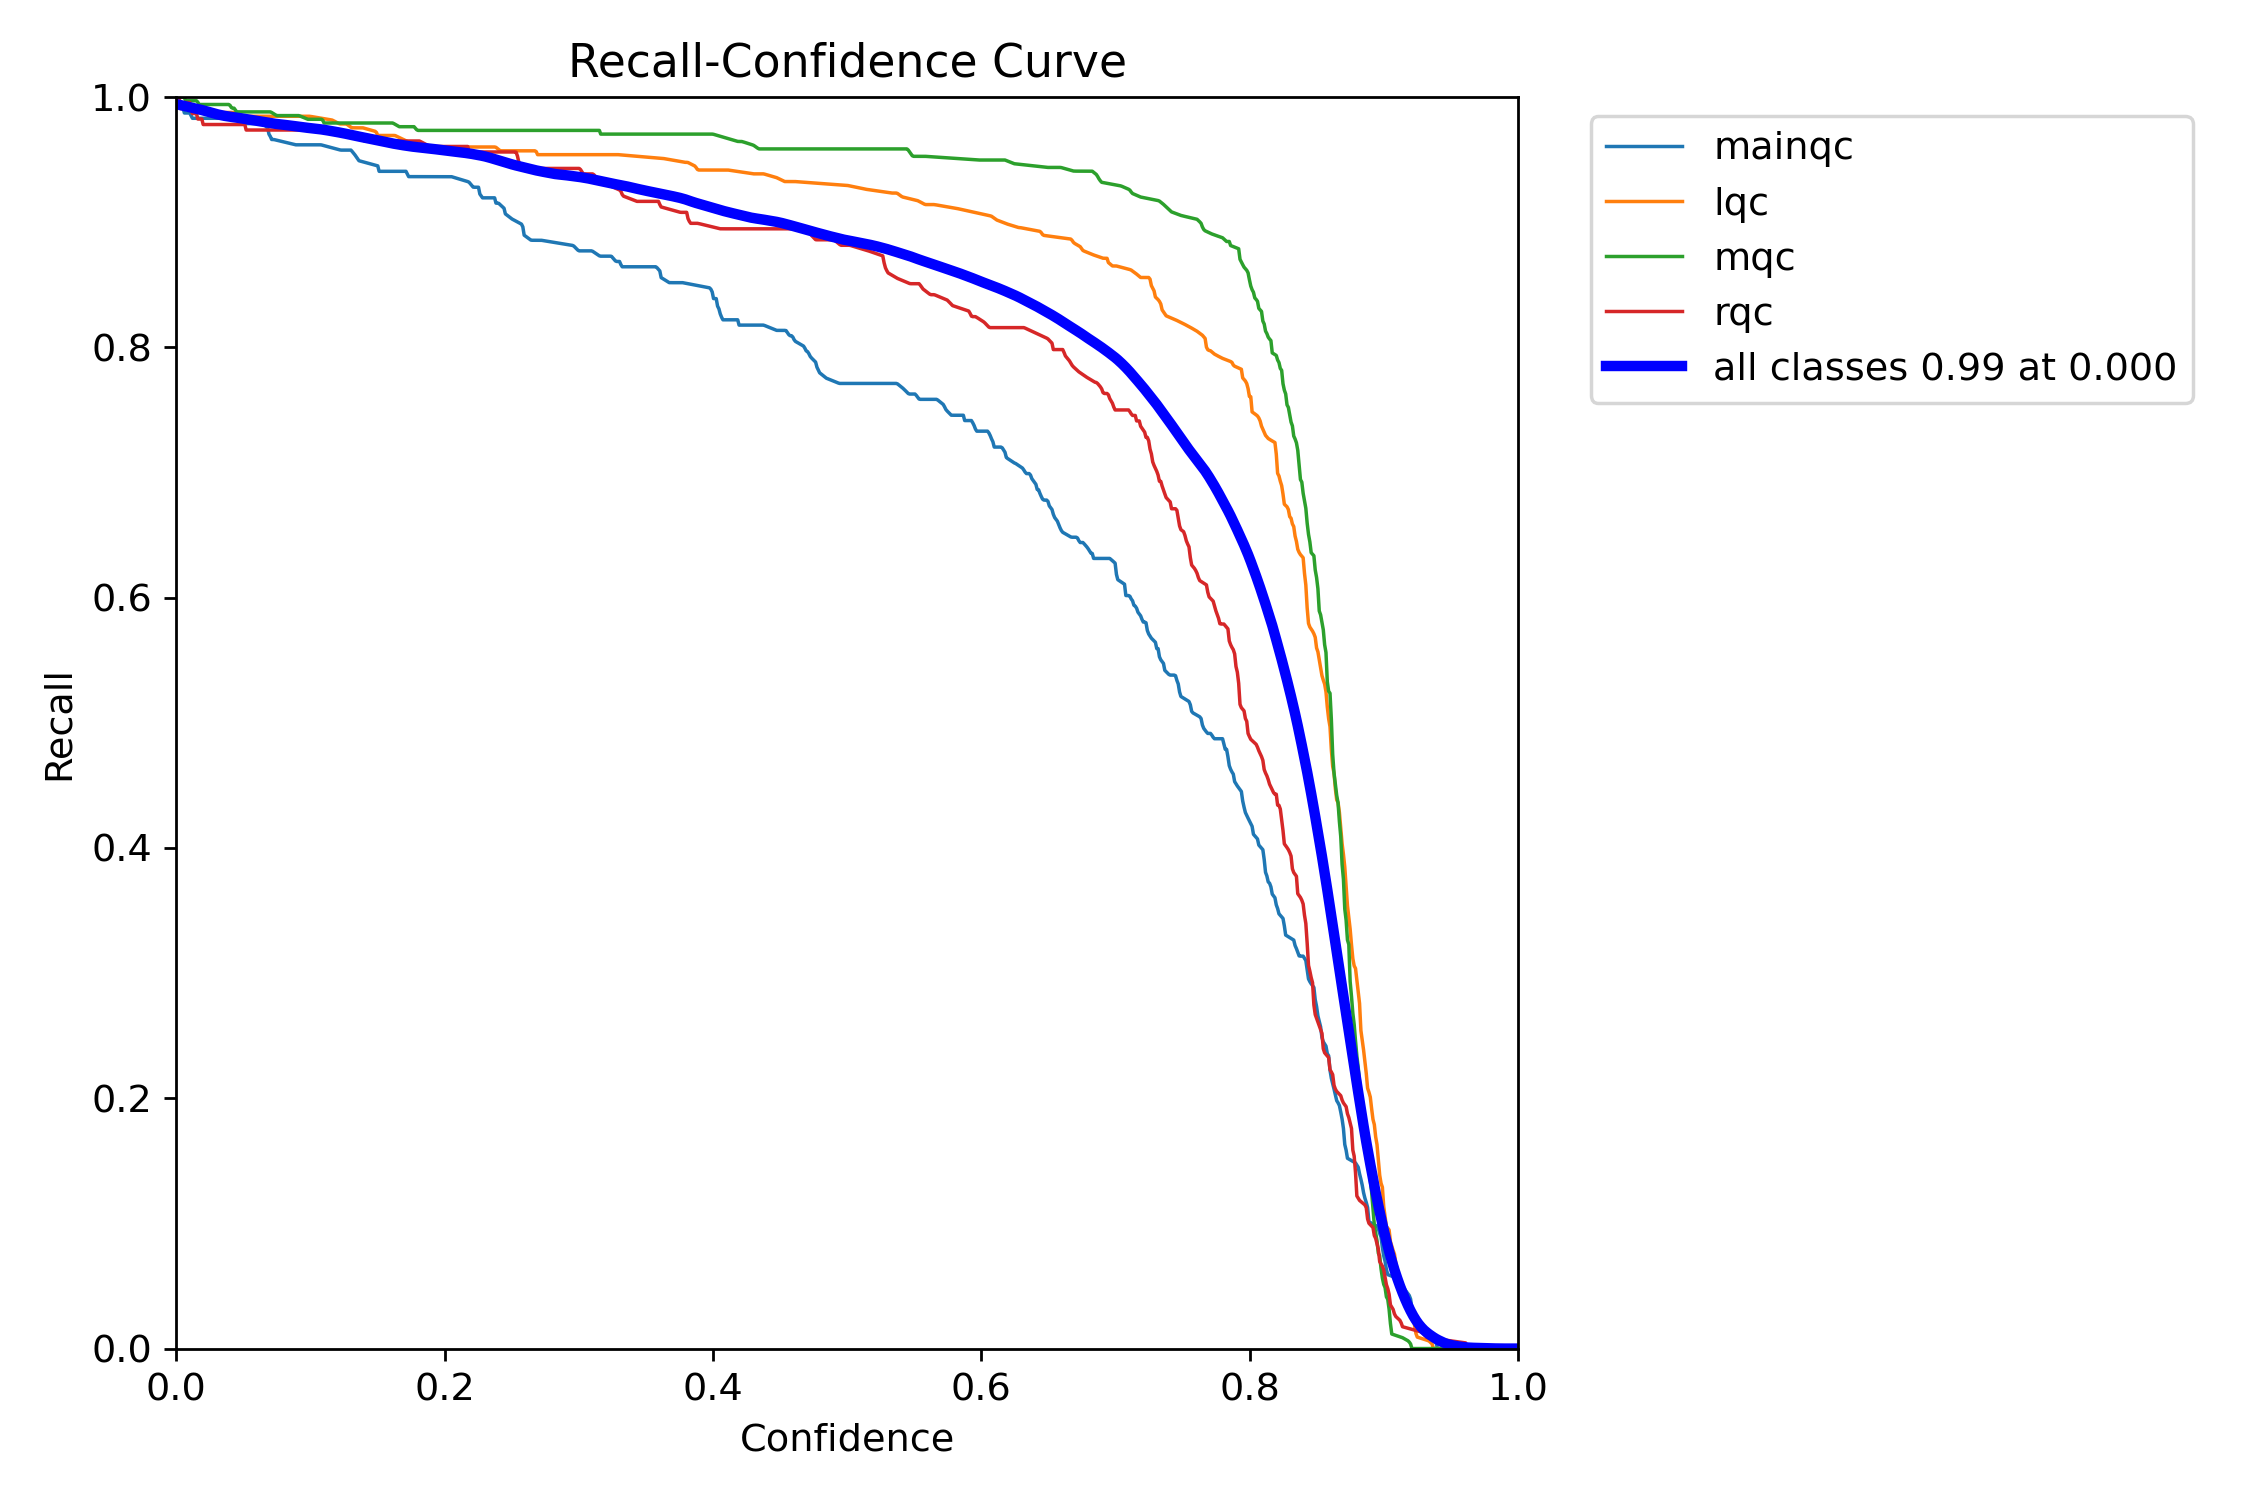 Recall-Confidence Curve
1.0
0.8
0.6
0.4
0.2
0.0
Recall
0.0 0.2 0.4 0.6 0.8 1.0
Confidence
mainqc
lqc
mqc
rqc
all classes 0.99 at 0.000